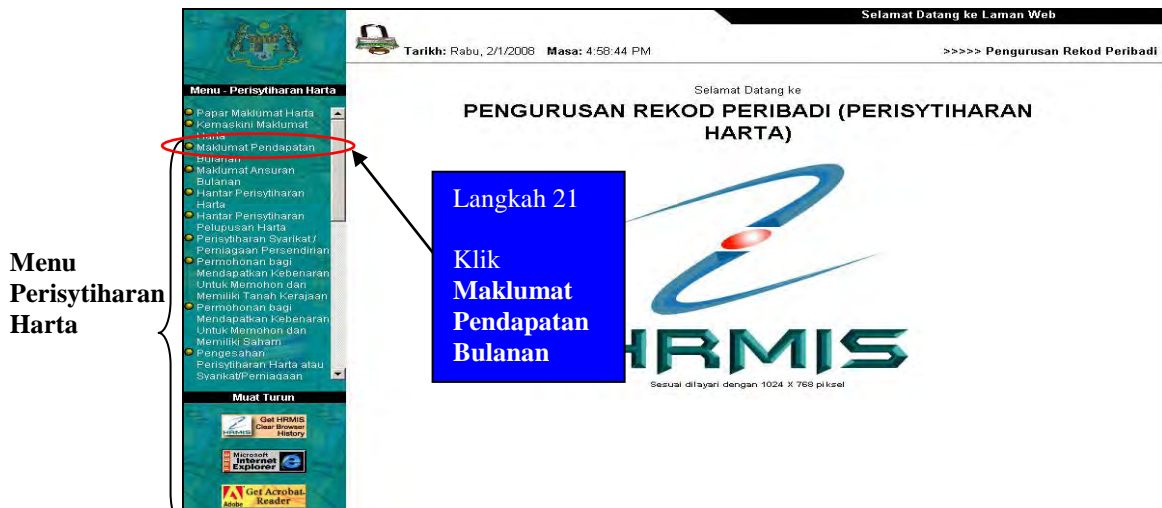 Selamat Datang ke Laman Web
Tarikh: Rabu, 2/1/2008 Masa: 4:58:44 PM
>>>>> Pengurusan Rekod Peribadi
Menu - Perisytiharan Harta
Papar Maklumat Harta
Kemaskini Maklumat
Harta
Maklumat Pendapatan
Bulanan
Maklumat Ansuran
Bulanan
Hantar Perisytiharan
Harta
Hantar Perisytiharan
Pelupusan Harta
Perisytiharan Syarikat/
Perniagaan Persendirian
Permohonan bagi
Mendapatkan Kebenaran
Untuk Memohon dan
Memiliki Tanah Kerajaan
Permohonan bagi
Mendapatkan Kebenaran
Untuk Memohon dan
Memiliki Saham
Pengesahan
Perisytiharan Harta atau
Syarikat/Perniagaan
Muat Turun
Get HRMIS
Clear Browser
History
HRMIS
FREE
Microsoft
Internet
Explorer
Get Acrobat
Reader
Adobe
Menu
Perisytiharan
Harta
Selamat Datang ke
PENGURUSAN REKOD PERIBADI (PERISYTIHARAN
HARTA)
Langkah 21
Klik
Maklumat
Pendapatan
Bulanan
HRMIS
Sesuai dilayari dengan 1024 X 768 piksel